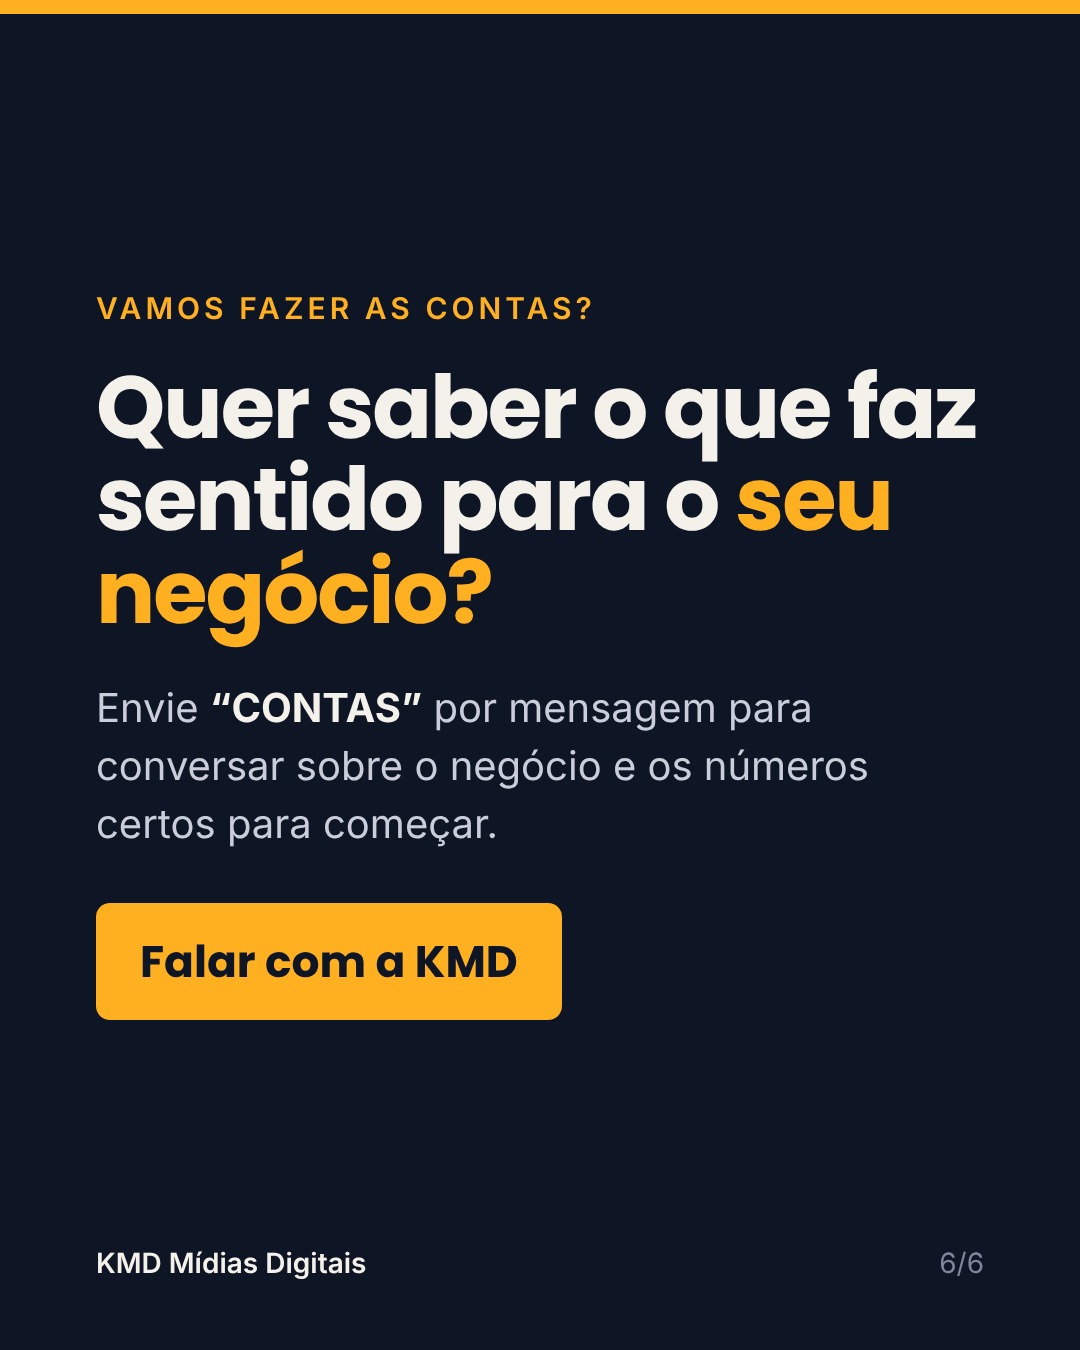 VAMOS FAZER AS CONTAS?
Quer saber o que faz
sentido para o seu
negócio?
Envie “CONTAS” por mensagem para
conversar sobre o negócio e os números
certos para começar.
Falar com a KMD
KMD Mídias Digitais
6/6